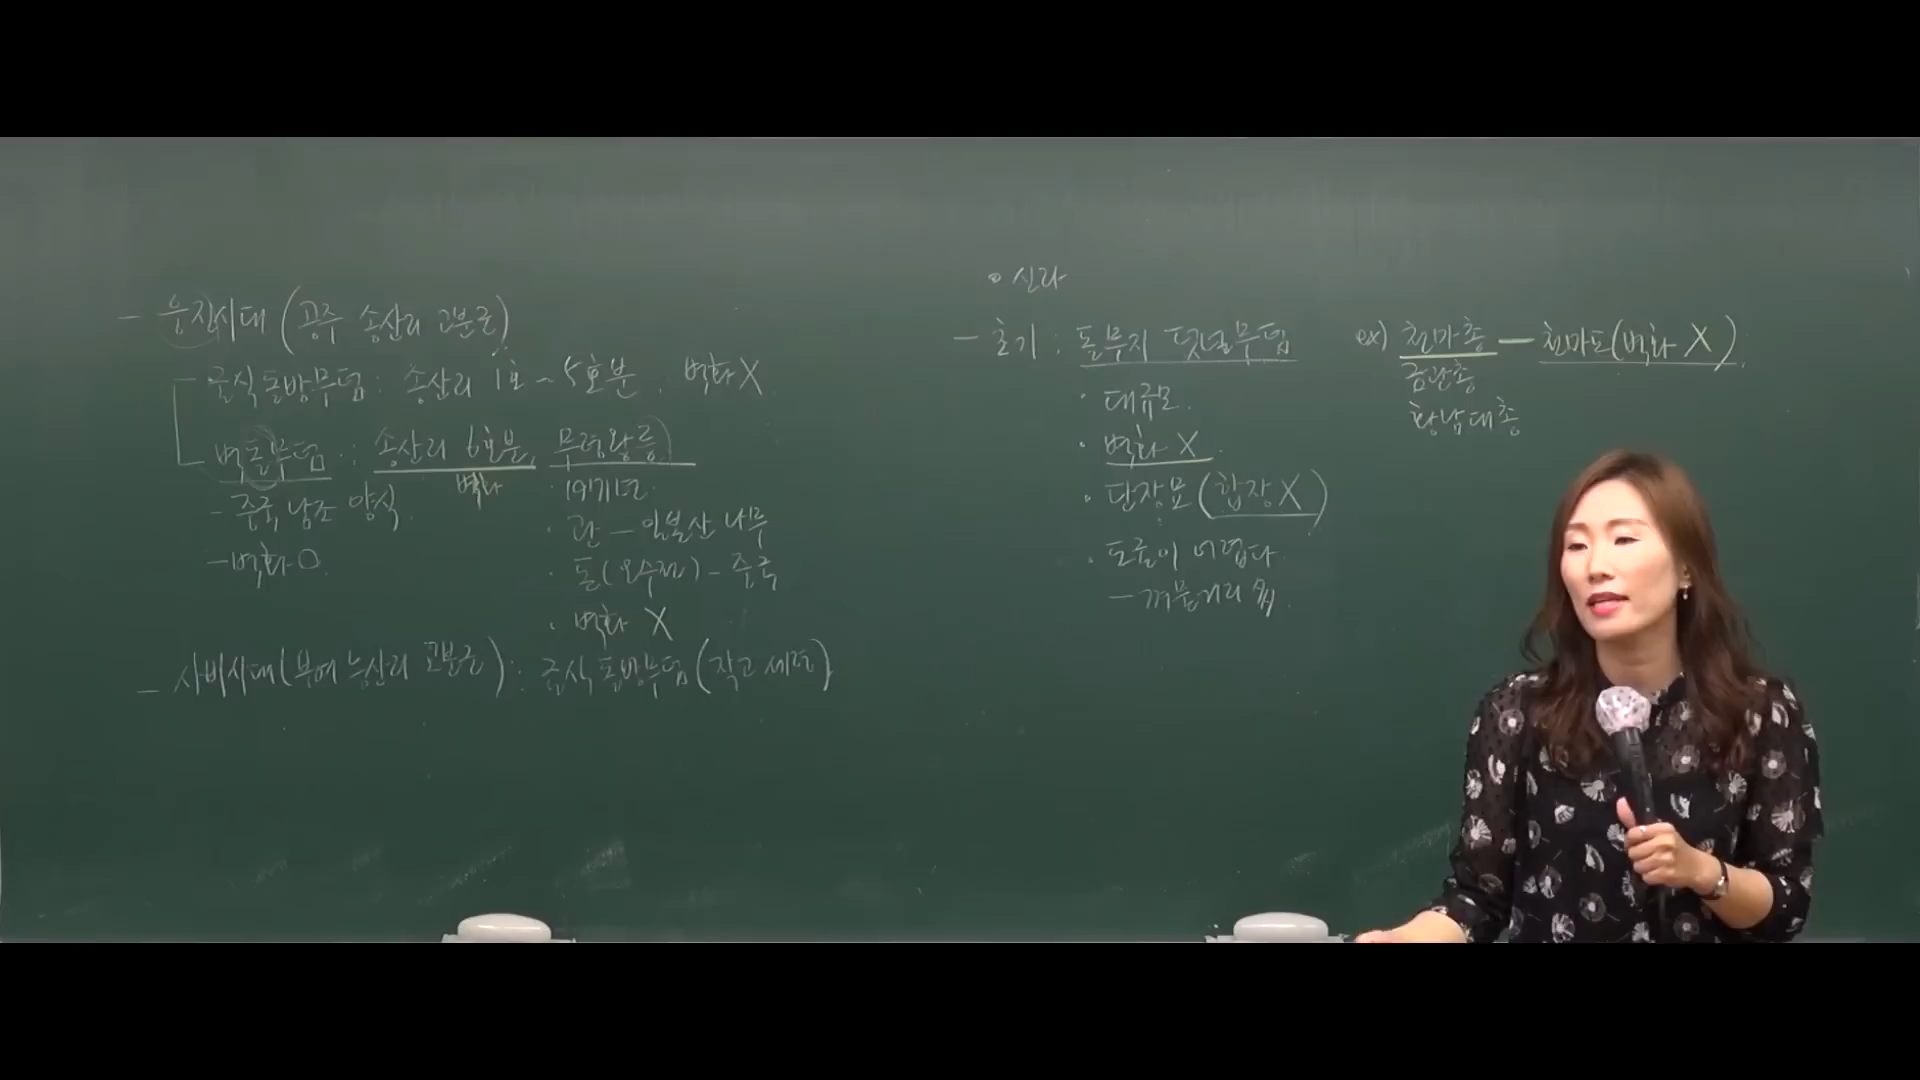 - 웅진시대 (공주 송산리 고분군)
굴식돌방무덤 : 송산리 1호 ~ 5호분, 벽화X
벽돌무덤 : 송산리 6호분, 무령왕릉
벽화
- 중국 남조 양식
- 벽화 O
· 1971년
· 관 - 일본산 나무
· 돌(오수전) - 중국
· 벽화 X
- 사비시대(부여 능산리 고분군) : 굴식돌방무덤(작고 세련)
o 신라
- 초기 : 돌무지 덧널무덤
· 대규모
· 벽화 X
· 단장묘 (합장X)
· 도굴이 어렵다
- 껴묻거리 多
ex) 천마총 - 천마도(벽화 X)
금관총
황남대총